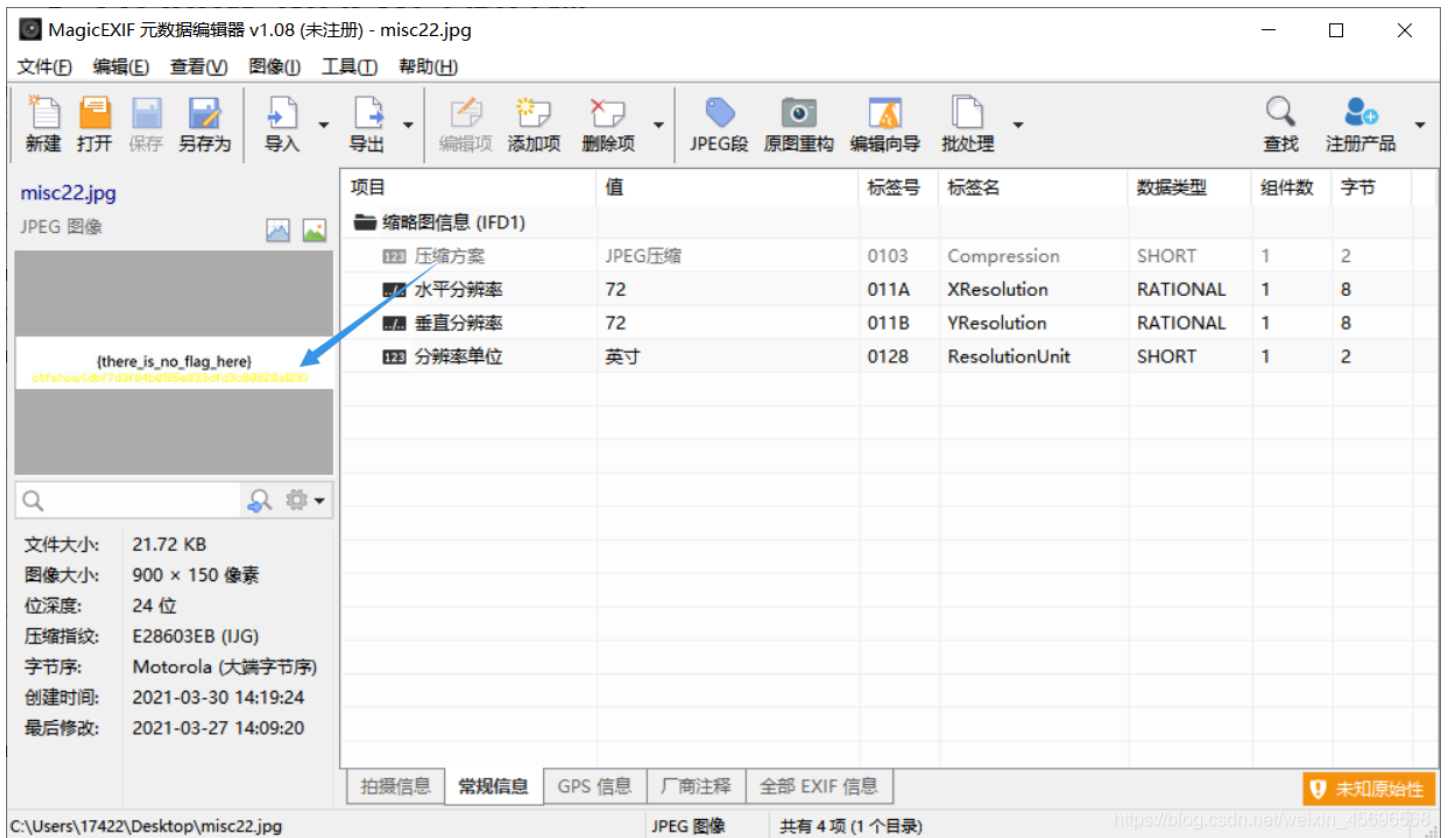 MagicEXIF 元数据编辑器 v1.08 (未注册) - misc22.jpg
文件(F) 编辑(E) 查看(V) 图像(I) 工具(T) 帮助(H)
新建 打开 保存 另存为 导入 导出 编辑项 添加项 删除项 JPEG段 原图重构 编辑向导 批处理 查找 注册产品
misc22.jpg
JPEG 图像
{there_is_no_flag_here}
项目 值 标签号 标签名 数据类型 组件数 字节
缩略图信息 (IFD1)
压缩方案 JPEG压缩 0103 Compression SHORT 1 2
水平分辨率 72 011A XResolution RATIONAL 1 8
垂直分辨率 72 011B YResolution RATIONAL 1 8
分辨率单位 英寸 0128 ResolutionUnit SHORT 1 2
文件大小: 21.72 KB
图像大小: 900 × 150 像素
位深度: 24 位
压缩指纹: E28603EB (IJG)
字节序: Motorola (大端字节序)
创建时间: 2021-03-30 14:19:24
最后修改: 2021-03-27 14:09:20
拍摄信息 常规信息 GPS 信息 厂商注释 全部 EXIF 信息
未知原始性
C:\Users\17422\Desktop\misc22.jpg JPEG 图像 共有 4 项 (1 个目录)
https://blog.csdn.net/weixin_45696568